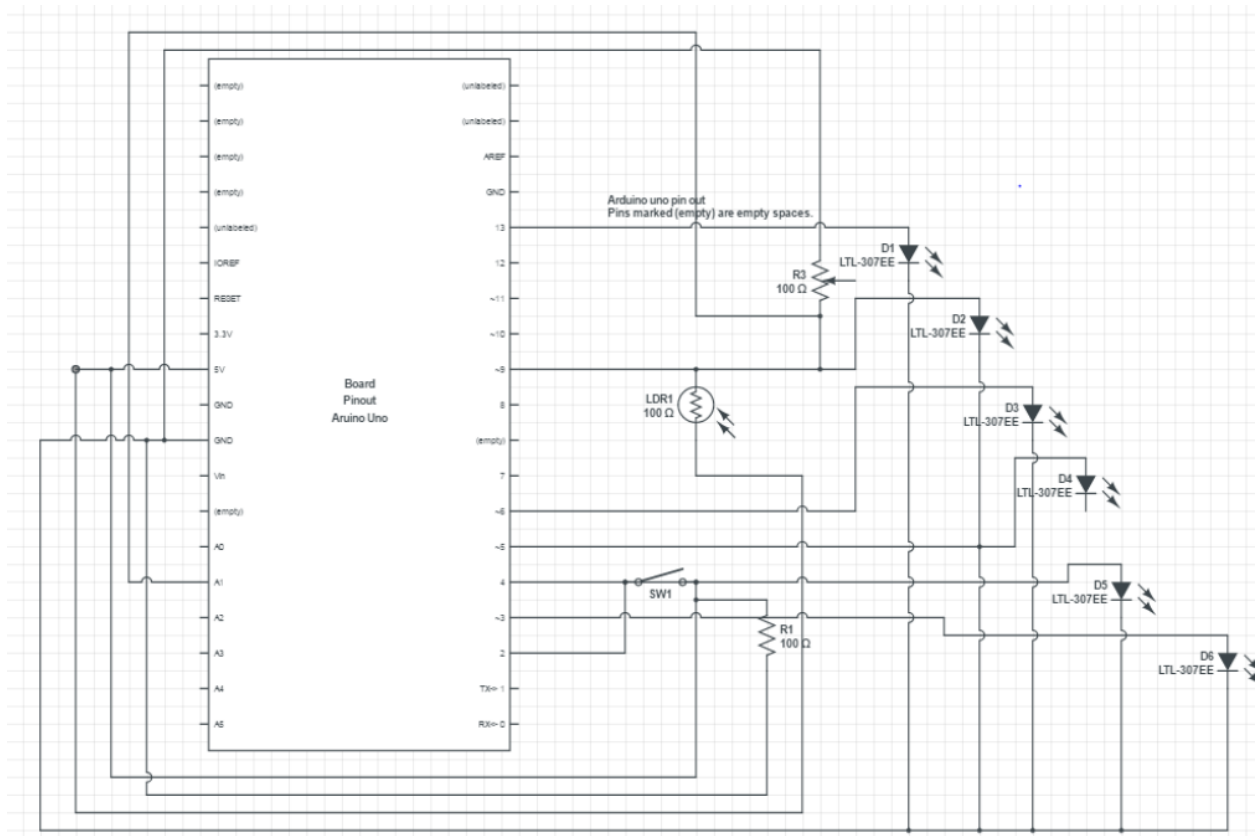 (empty)
(empty)
(empty)
(empty)
(unlabeled)
IOREF
RESET
3.3V
5V
GND
GND
Vin
(empty)
A0
A1
A2
A3
A4
A5
Board
Pinout
Aruino Uno
(unlabeled)
(unlabeled)
AREF
GND
13
12
~11
~10
~9
8
(empty)
7
~6
~5
4
~3
2
TX<- 1
RX<- 0
Arduino uno pin out
Pins marked (empty) are empty spaces.
D1
LTL-307EE
R3
100 Ω
D2
LTL-307EE
LDR1
100 Ω
D3
LTL-307EE
D4
LTL-307EE
SW1
D5
LTL-307EE
R1
100 Ω
D6
LTL-307EE